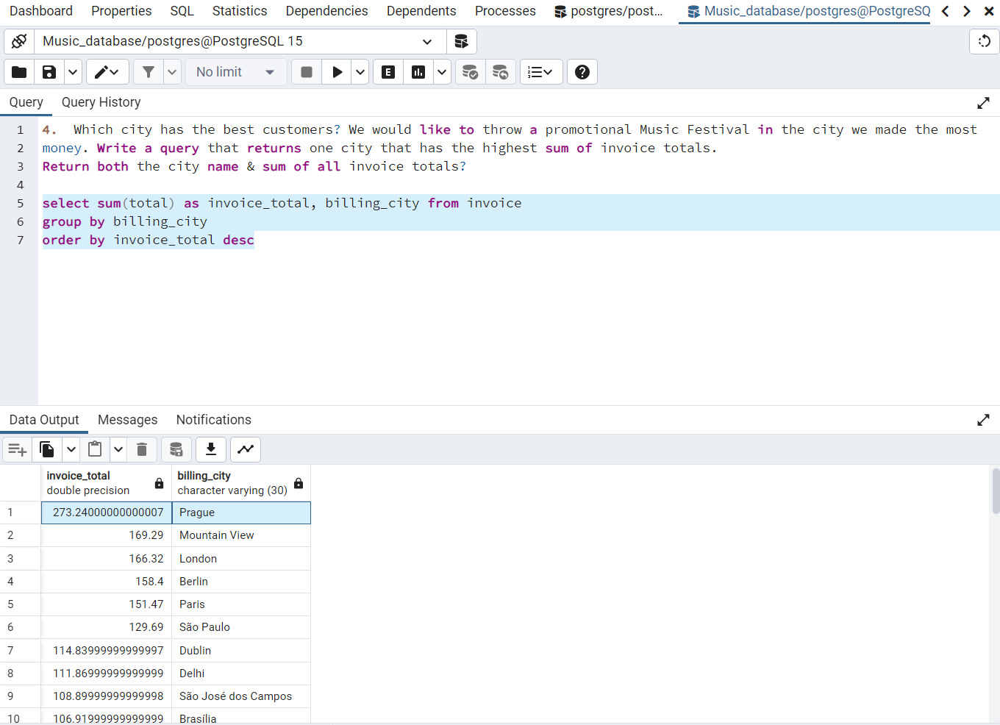 Dashboard Properties SQL Statistics Dependencies Dependents Processes postgres/post... Music_database/postgres@PostgreSQ
Music_database/postgres@PostgreSQL 15
No limit E
Query Query History
1 4.  Which city has the best customers? We would like to throw a promotional Music Festival in the city we made the most
2 money. Write a query that returns one city that has the highest sum of invoice totals.
3 Return both the city name & sum of all invoice totals?
4
5 select sum(total) as invoice_total, billing_city from invoice
6 group by billing_city
7 order by invoice_total desc
Data Output Messages Notifications
invoice_total billing_city
double precision character varying (30)
1 273.24000000000007 Prague
2 169.29 Mountain View
3 166.32 London
4 158.4 Berlin
5 151.47 Paris
6 129.69 São Paulo
7 114.83999999999997 Dublin
8 111.86999999999999 Delhi
9 108.89999999999998 São José dos Campos
10 106.91999999999999 Brasília